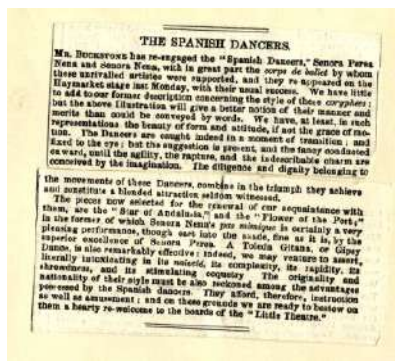 THE SPANISH DANCERS.
MR. BUCKSTONE has re-engaged the "Spanish Dancers," Senora Perea
Nena and Senora Nena, with in great part the corps de ballet by whom
these unrivalled artistes were supported, and they re-appeared on the
Haymarket stage last Monday, with their usual success. We have little
to add to our former description concerning the style of these coryphees;
but the above Illustration will give a better notion of their manner and
merits than could be conveyed by words. We have, at least, in such
representations the beauty of form and attitude, if not the grace of mo-
tion. The Dancers are caught indeed in a moment of transition; and
fixed to the eye; but the suggestion is present, and the fancy conducted
onward, until the agility, the rapture, and the indescribable charm are
conceived by the imagination. The diligence and dignity belonging to
the movements of these Dancers, combine in the triumph they achieve
and constitute a blended attraction seldom witnessed.
The pieces now selected for the renewal of our acquaintance with
them, are the "Star of Andalusia," and the "Flower of the Port,"
in the former of which Senora Nena's pas mimique is certainly a very
pleasing performance, though cast into the shade, fine as it is, by the
superior excellence of Senora Perea. A Toledo Gitana, or Gipsy
Dance, is also remarkably effective; indeed, we may venture to assert,
literally intoxicating in its naïveté, its complexity, its rapidity, its
shrewdness, and its stimulating coquetry. The originality and
nationality of their style must be also reckoned among the advantages
possessed by the Spanish dancers. They afford, therefore, instruction
as well as amusement; and on these grounds we are ready to bestow on
them a hearty re-welcome to the boards of the "Little Theatre."